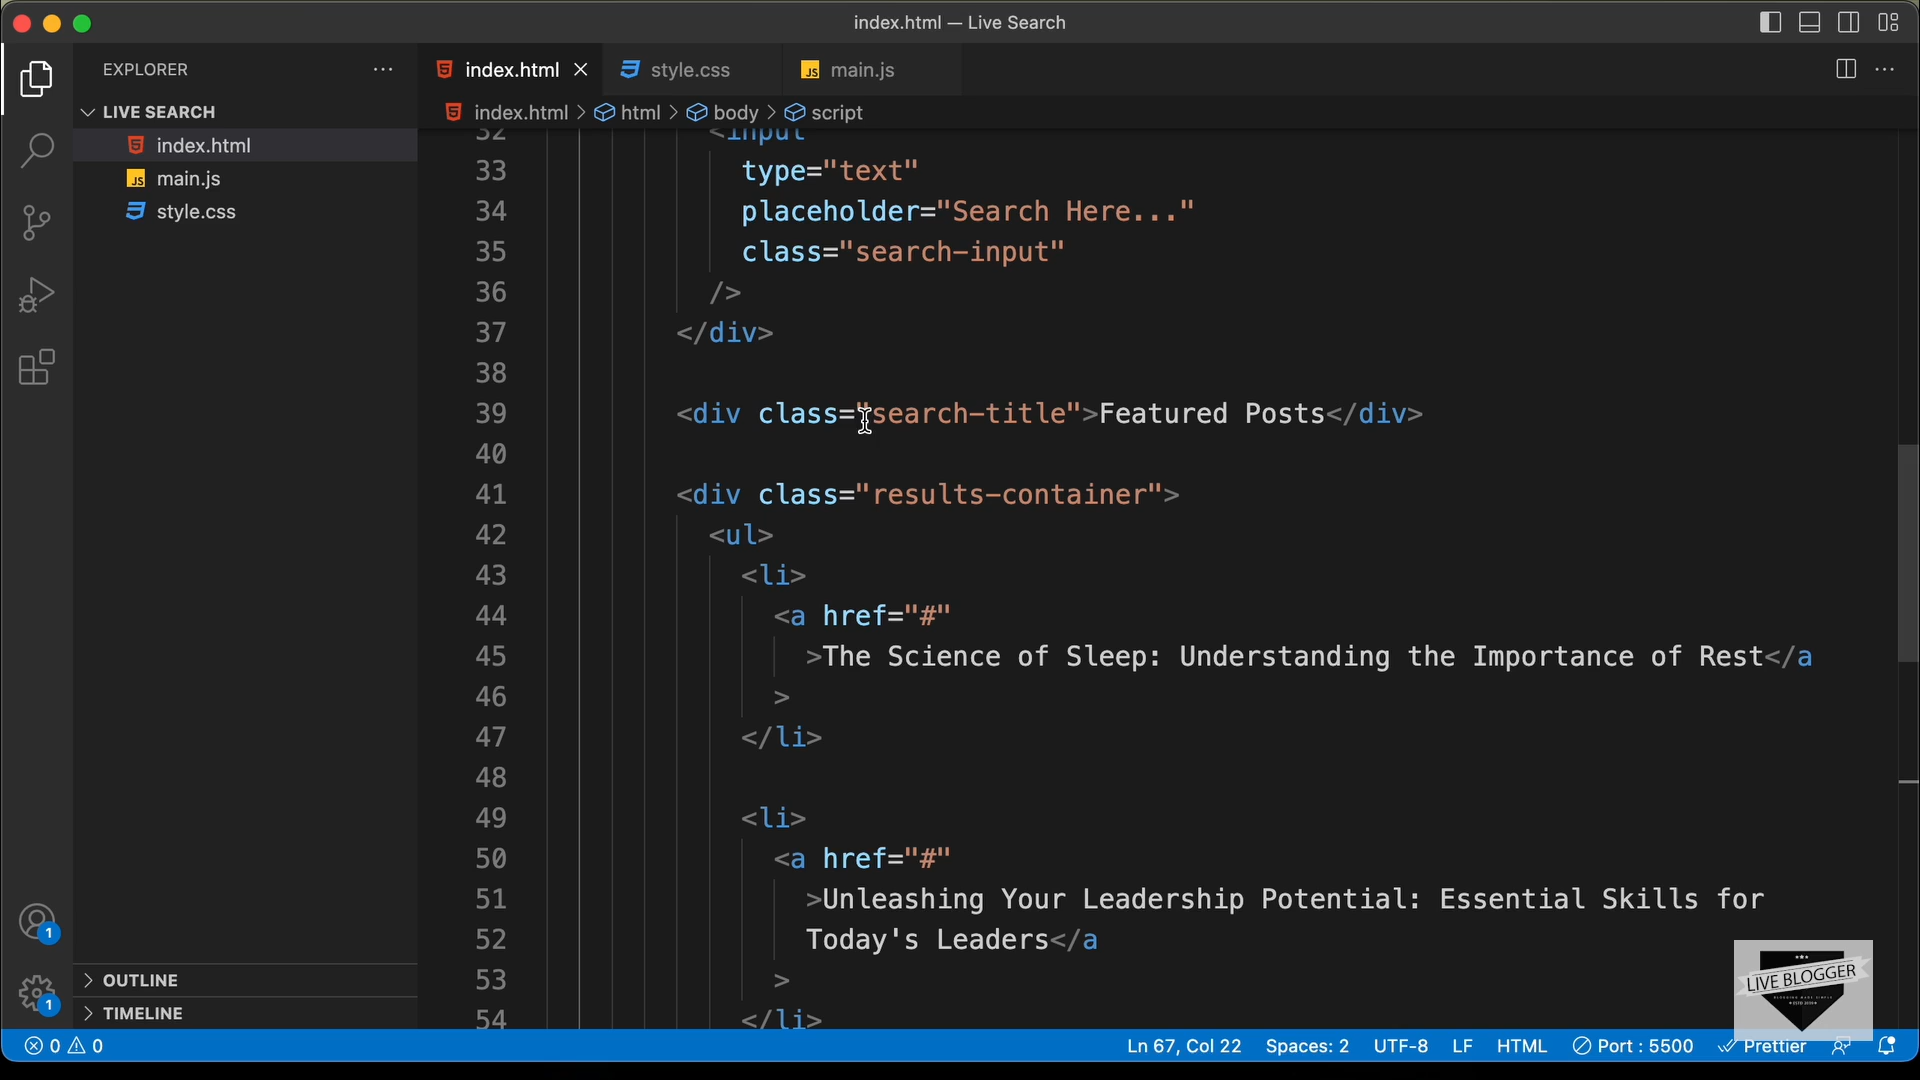 index.html — Live Search
EXPLORER
LIVE SEARCH
index.html
main.js
style.css
OUTLINE
TIMELINE
index.html
style.css
main.js
index.html > html > body > script
32 <input
33 type="text"
34 placeholder="Search Here..."
35 class="search-input"
36 />
37 </div>
38
39 <div class="search-title">Featured Posts</div>
40
41 <div class="results-container">
42 <ul>
43 <li>
44 <a href="#"
45 >The Science of Sleep: Understanding the Importance of Rest</a
46 >
47 </li>
48
49 <li>
50 <a href="#"
51 >Unleashing Your Leadership Potential: Essential Skills for
52 Today's Leaders</a
53 >
54 </li>
1
1
LIVE BLOGGER
0 0
Ln 67, Col 22 Spaces: 2 UTF-8 LF HTML Port : 5500 Prettier